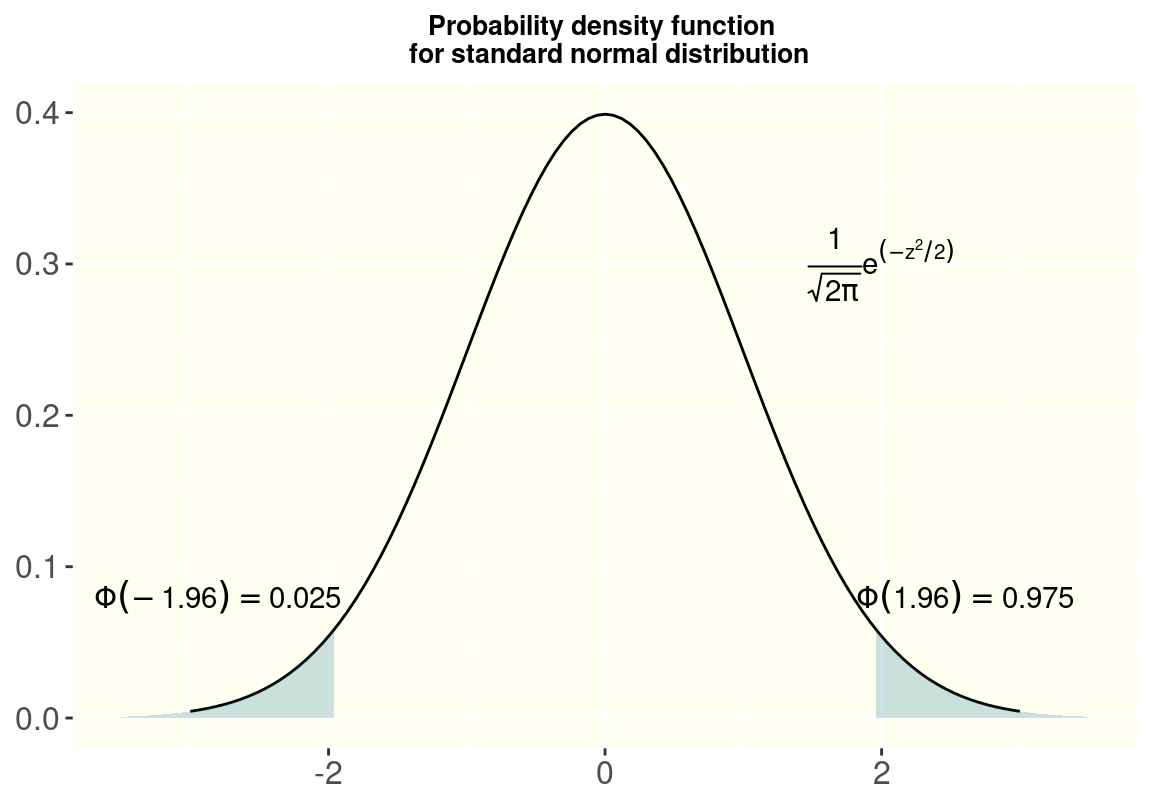 Probability density function
for standard normal distribution
0.4
0.3
0.2
0.1
0.0
1
√2π
e(−z²/2)
Φ(− 1.96) = 0.025
Φ(1.96) = 0.975
-2
0
2